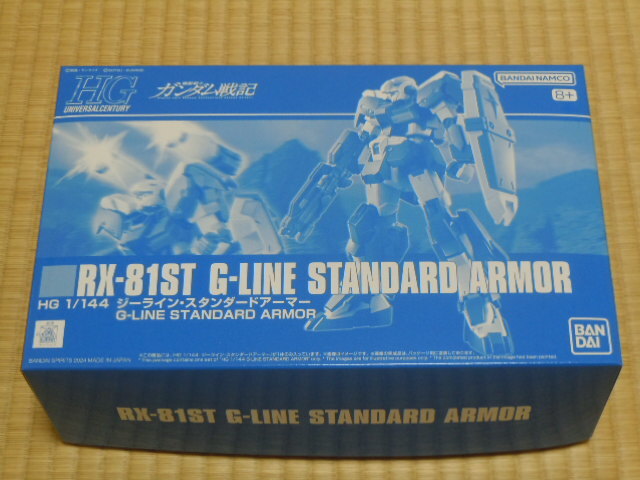 HG
UNIVERSAL CENTURY
ガンダム戦記
BANDAI NAMCO
8+
RX-81ST G-LINE STANDARD ARMOR
HG 1/144 ジーライン・スタンダードアーマー
G-LINE STANDARD ARMOR
BANDAI SPIRITS 2024 MADE IN JAPAN
BAN
DAI
RX-81ST G-LINE STANDARD ARMOR